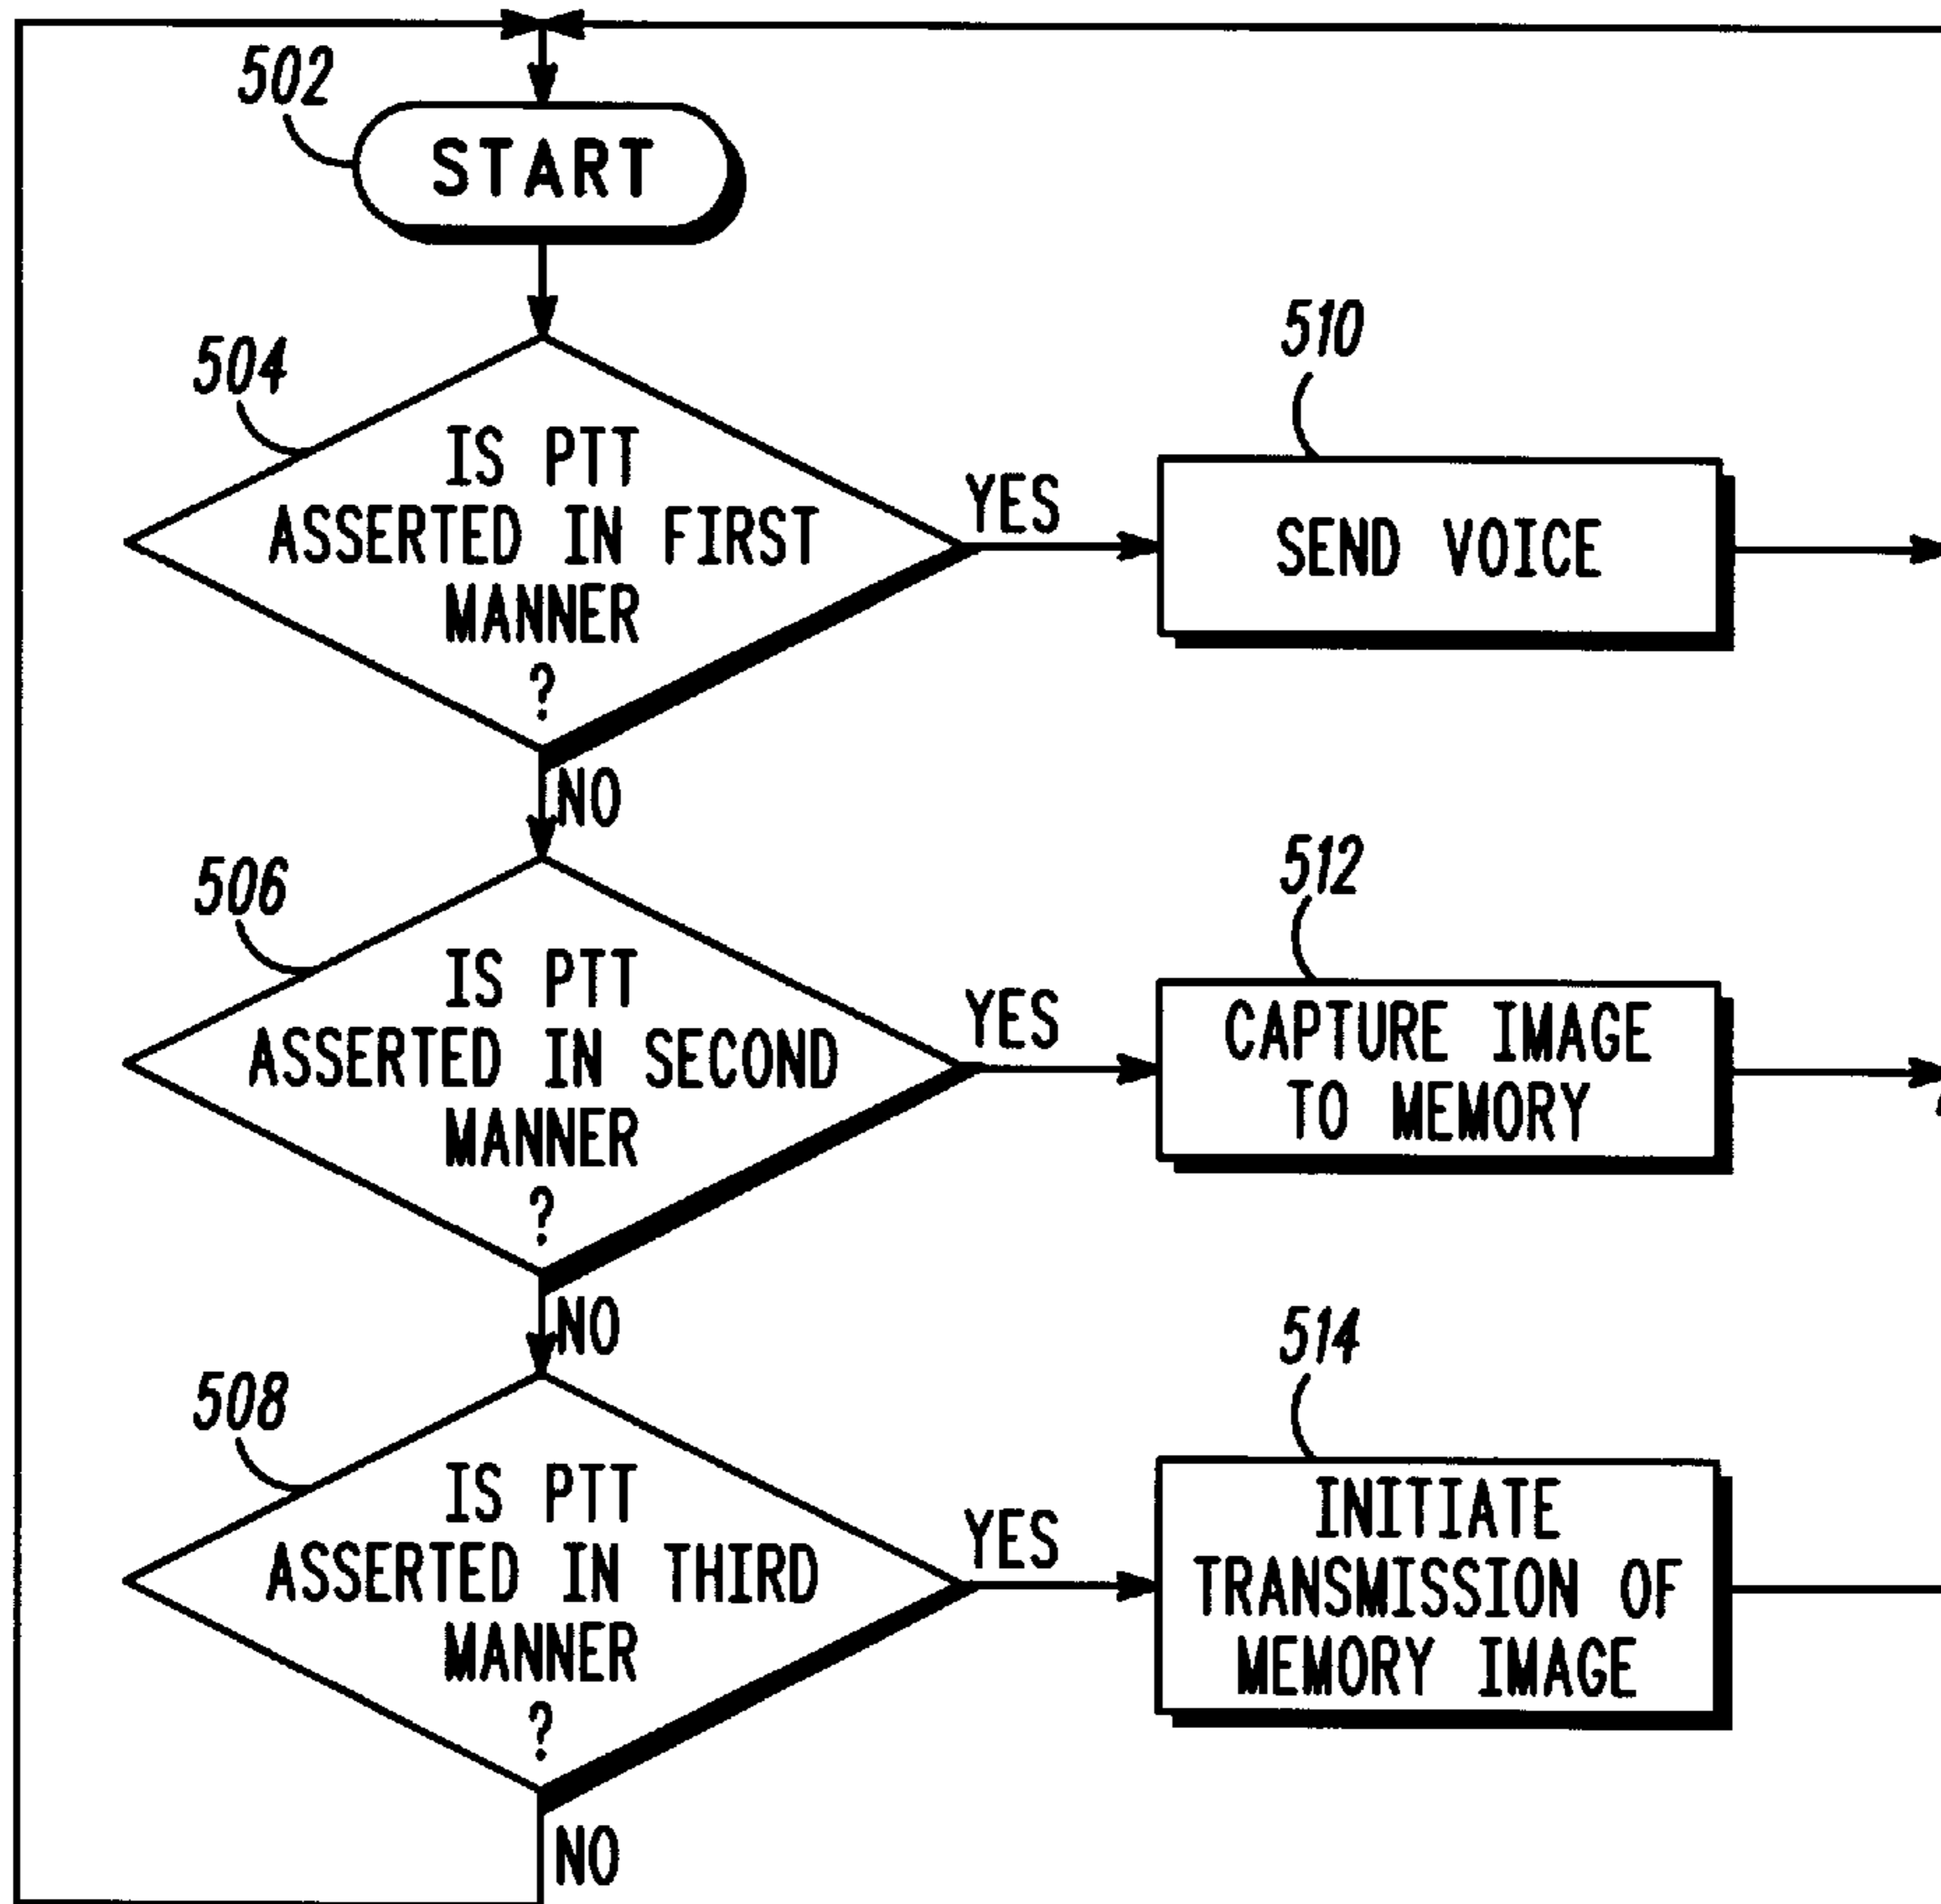 502
START
504
IS PTT
ASSERTED IN FIRST
MANNER
?
YES
510
SEND VOICE
NO
506
IS PTT
ASSERTED IN SECOND
MANNER
?
YES
512
CAPTURE IMAGE
TO MEMORY
NO
508
IS PTT
ASSERTED IN THIRD
MANNER
?
YES
514
INITIATE
TRANSMISSION OF
MEMORY IMAGE
NO